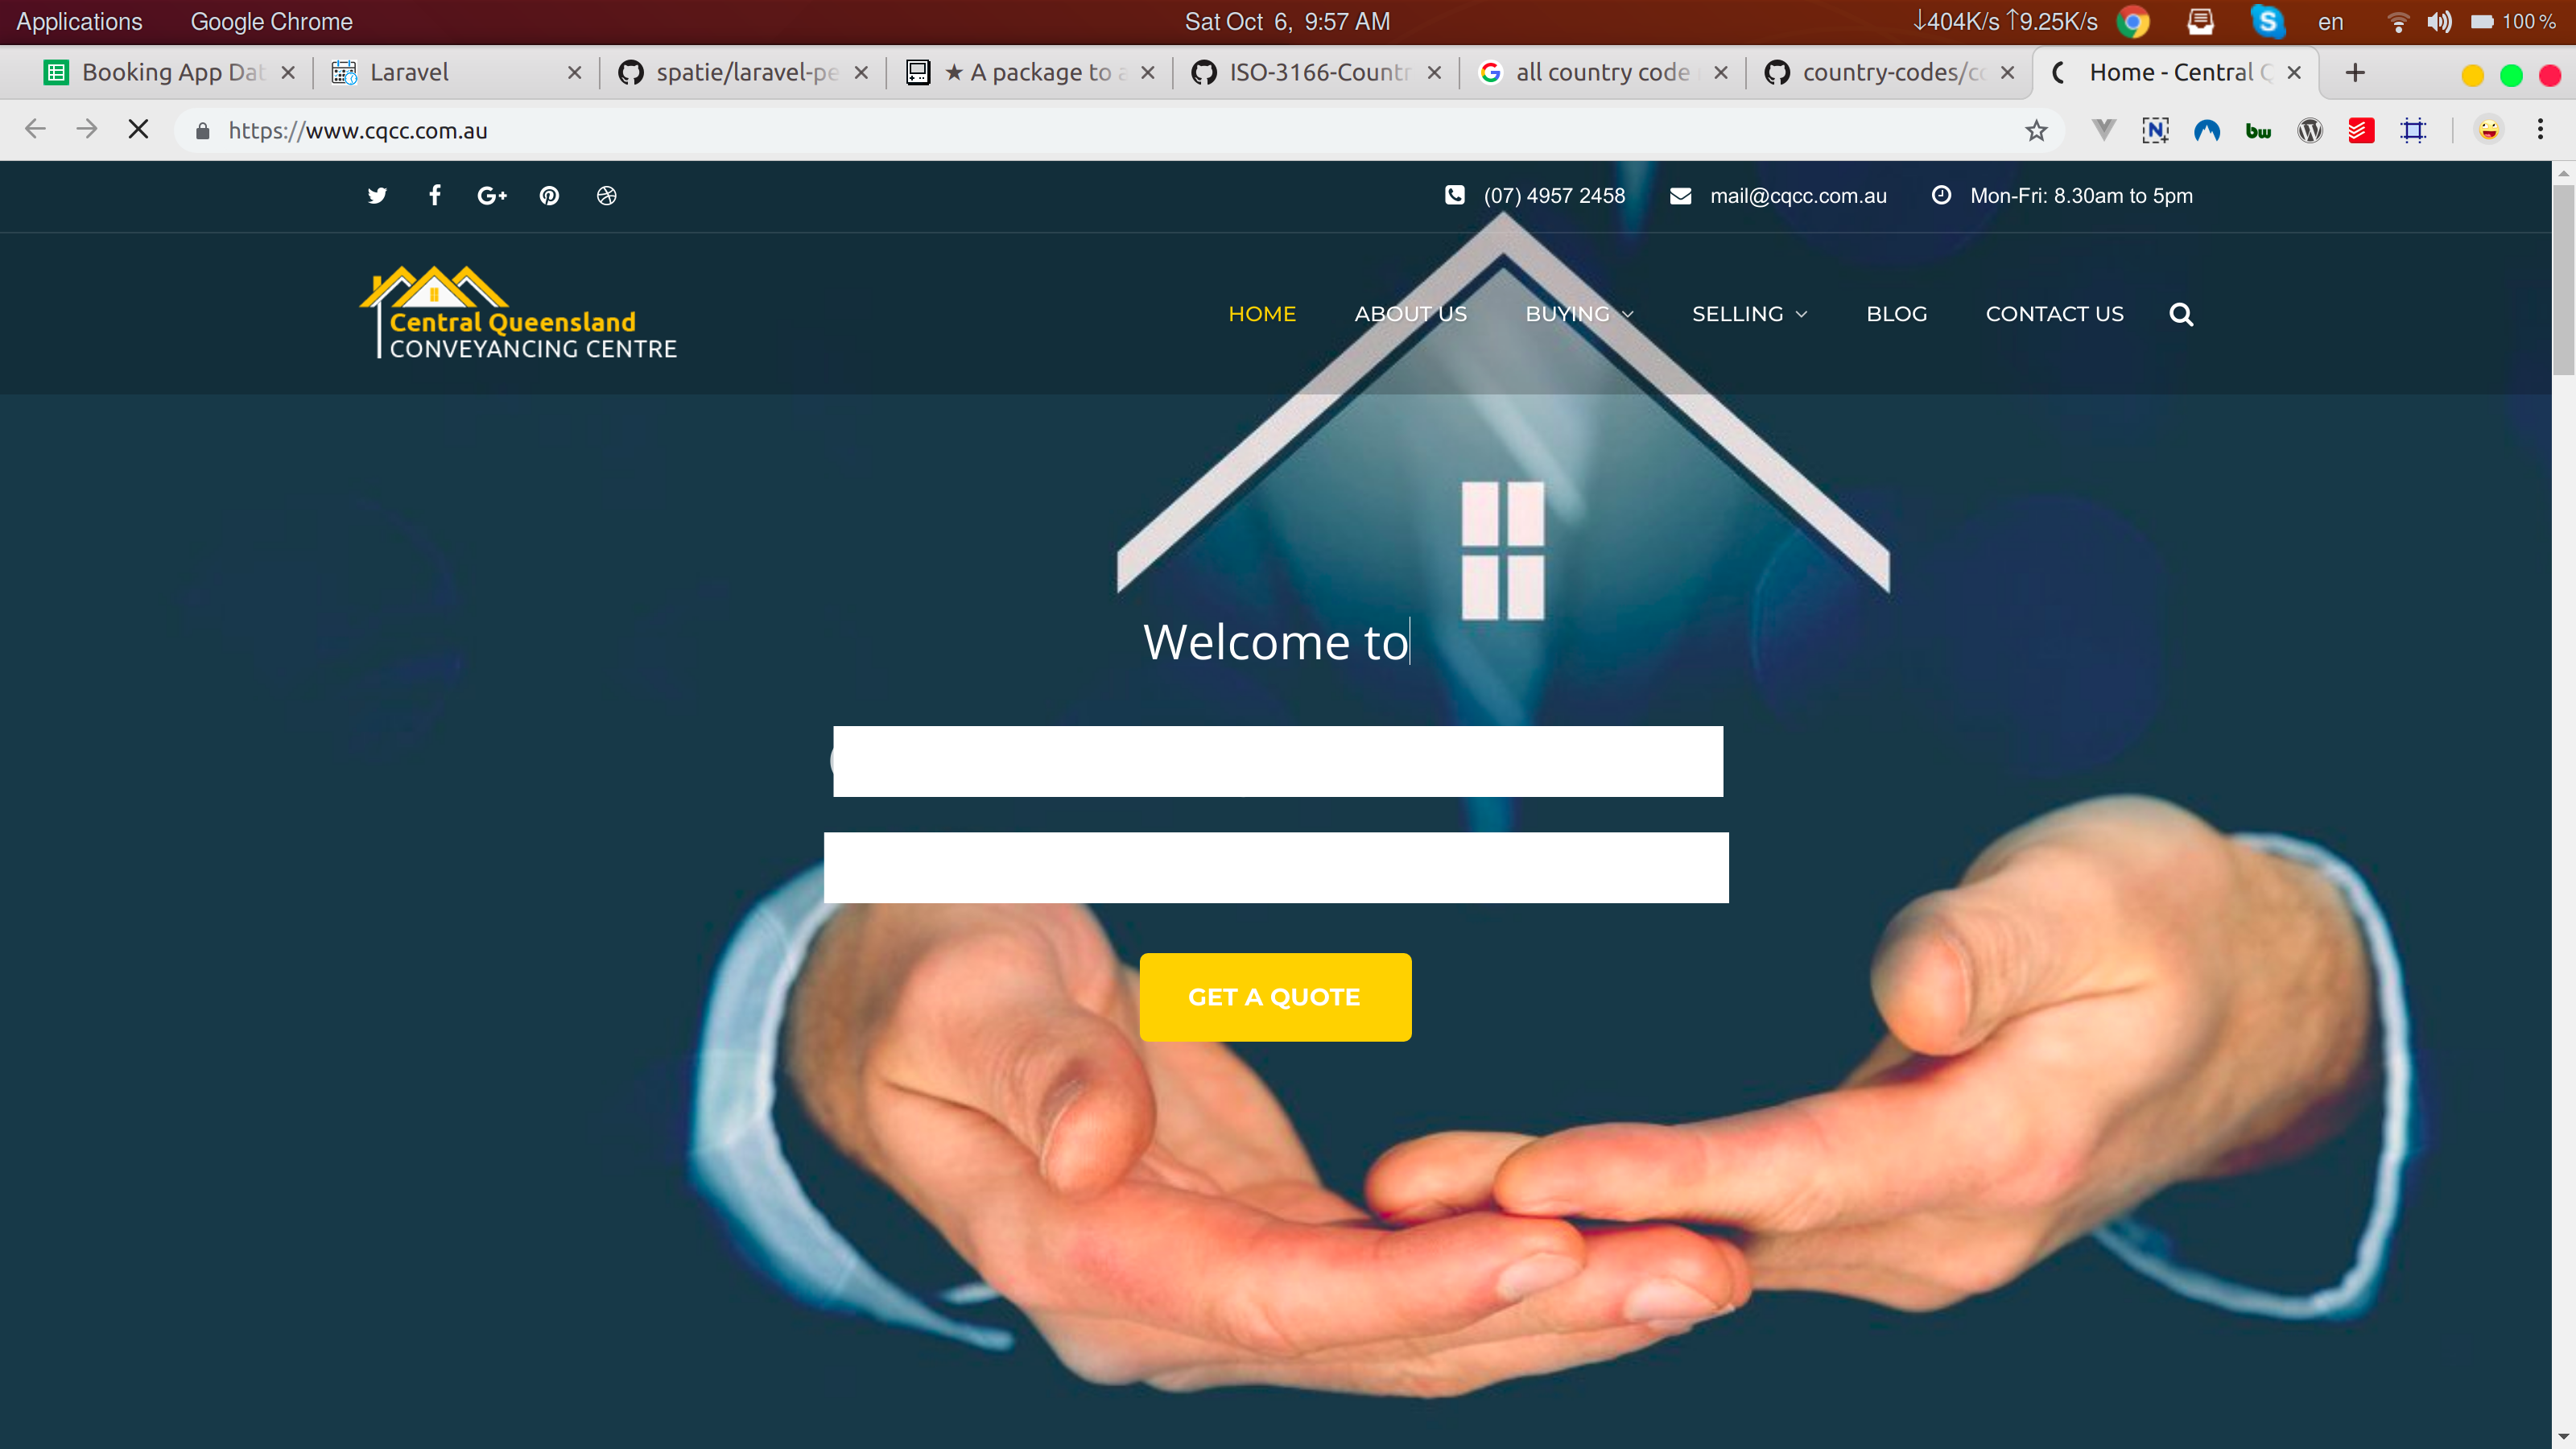 Applications Google Chrome Sat Oct 6, 9:57 AM ↓404K/s ↑9.25K/s en 100 %
Booking App Dat Laravel spatie/laravel-pe ★ A package to a ISO-3166-Countr all country code country-codes/co Home - Central Q
https://www.cqcc.com.au
(07) 4957 2458 mail@cqcc.com.au Mon-Fri: 8.30am to 5pm
Central Queensland
CONVEYANCING CENTRE
HOME ABOUT US BUYING SELLING BLOG CONTACT US
Welcome to
GET A QUOTE